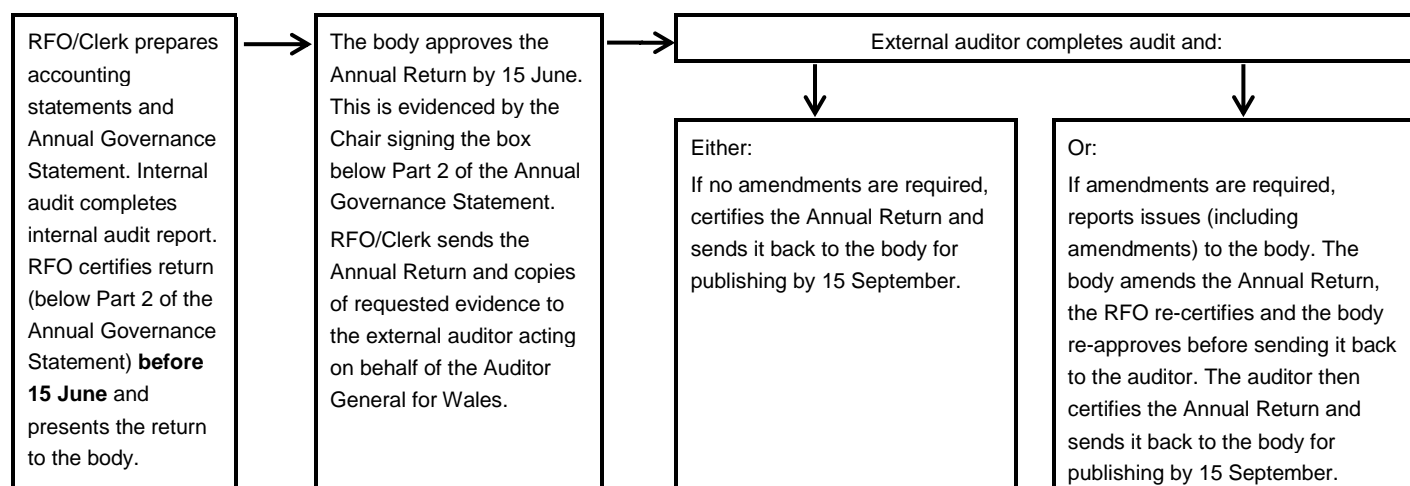 RFO/Clerk prepares
accounting
statements and
Annual Governance
Statement. Internal
audit completes
internal audit report.
RFO certifies return
(below Part 2 of the
Annual Governance
Statement) before
15 June and
presents the return
to the body.
The body approves the
Annual Return by 15 June.
This is evidenced by the
Chair signing the box
below Part 2 of the Annual
Governance Statement.
RFO/Clerk sends the
Annual Return and copies
of requested evidence to
the external auditor acting
on behalf of the Auditor
General for Wales.
External auditor completes audit and:
Either:
If no amendments are required,
certifies the Annual Return and
sends it back to the body for
publishing by 15 September.
Or:
If amendments are required,
reports issues (including
amendments) to the body. The
body amends the Annual Return,
the RFO re-certifies and the body
re-approves before sending it back
to the auditor. The auditor then
certifies the Annual Return and
sends it back to the body for
publishing by 15 September.